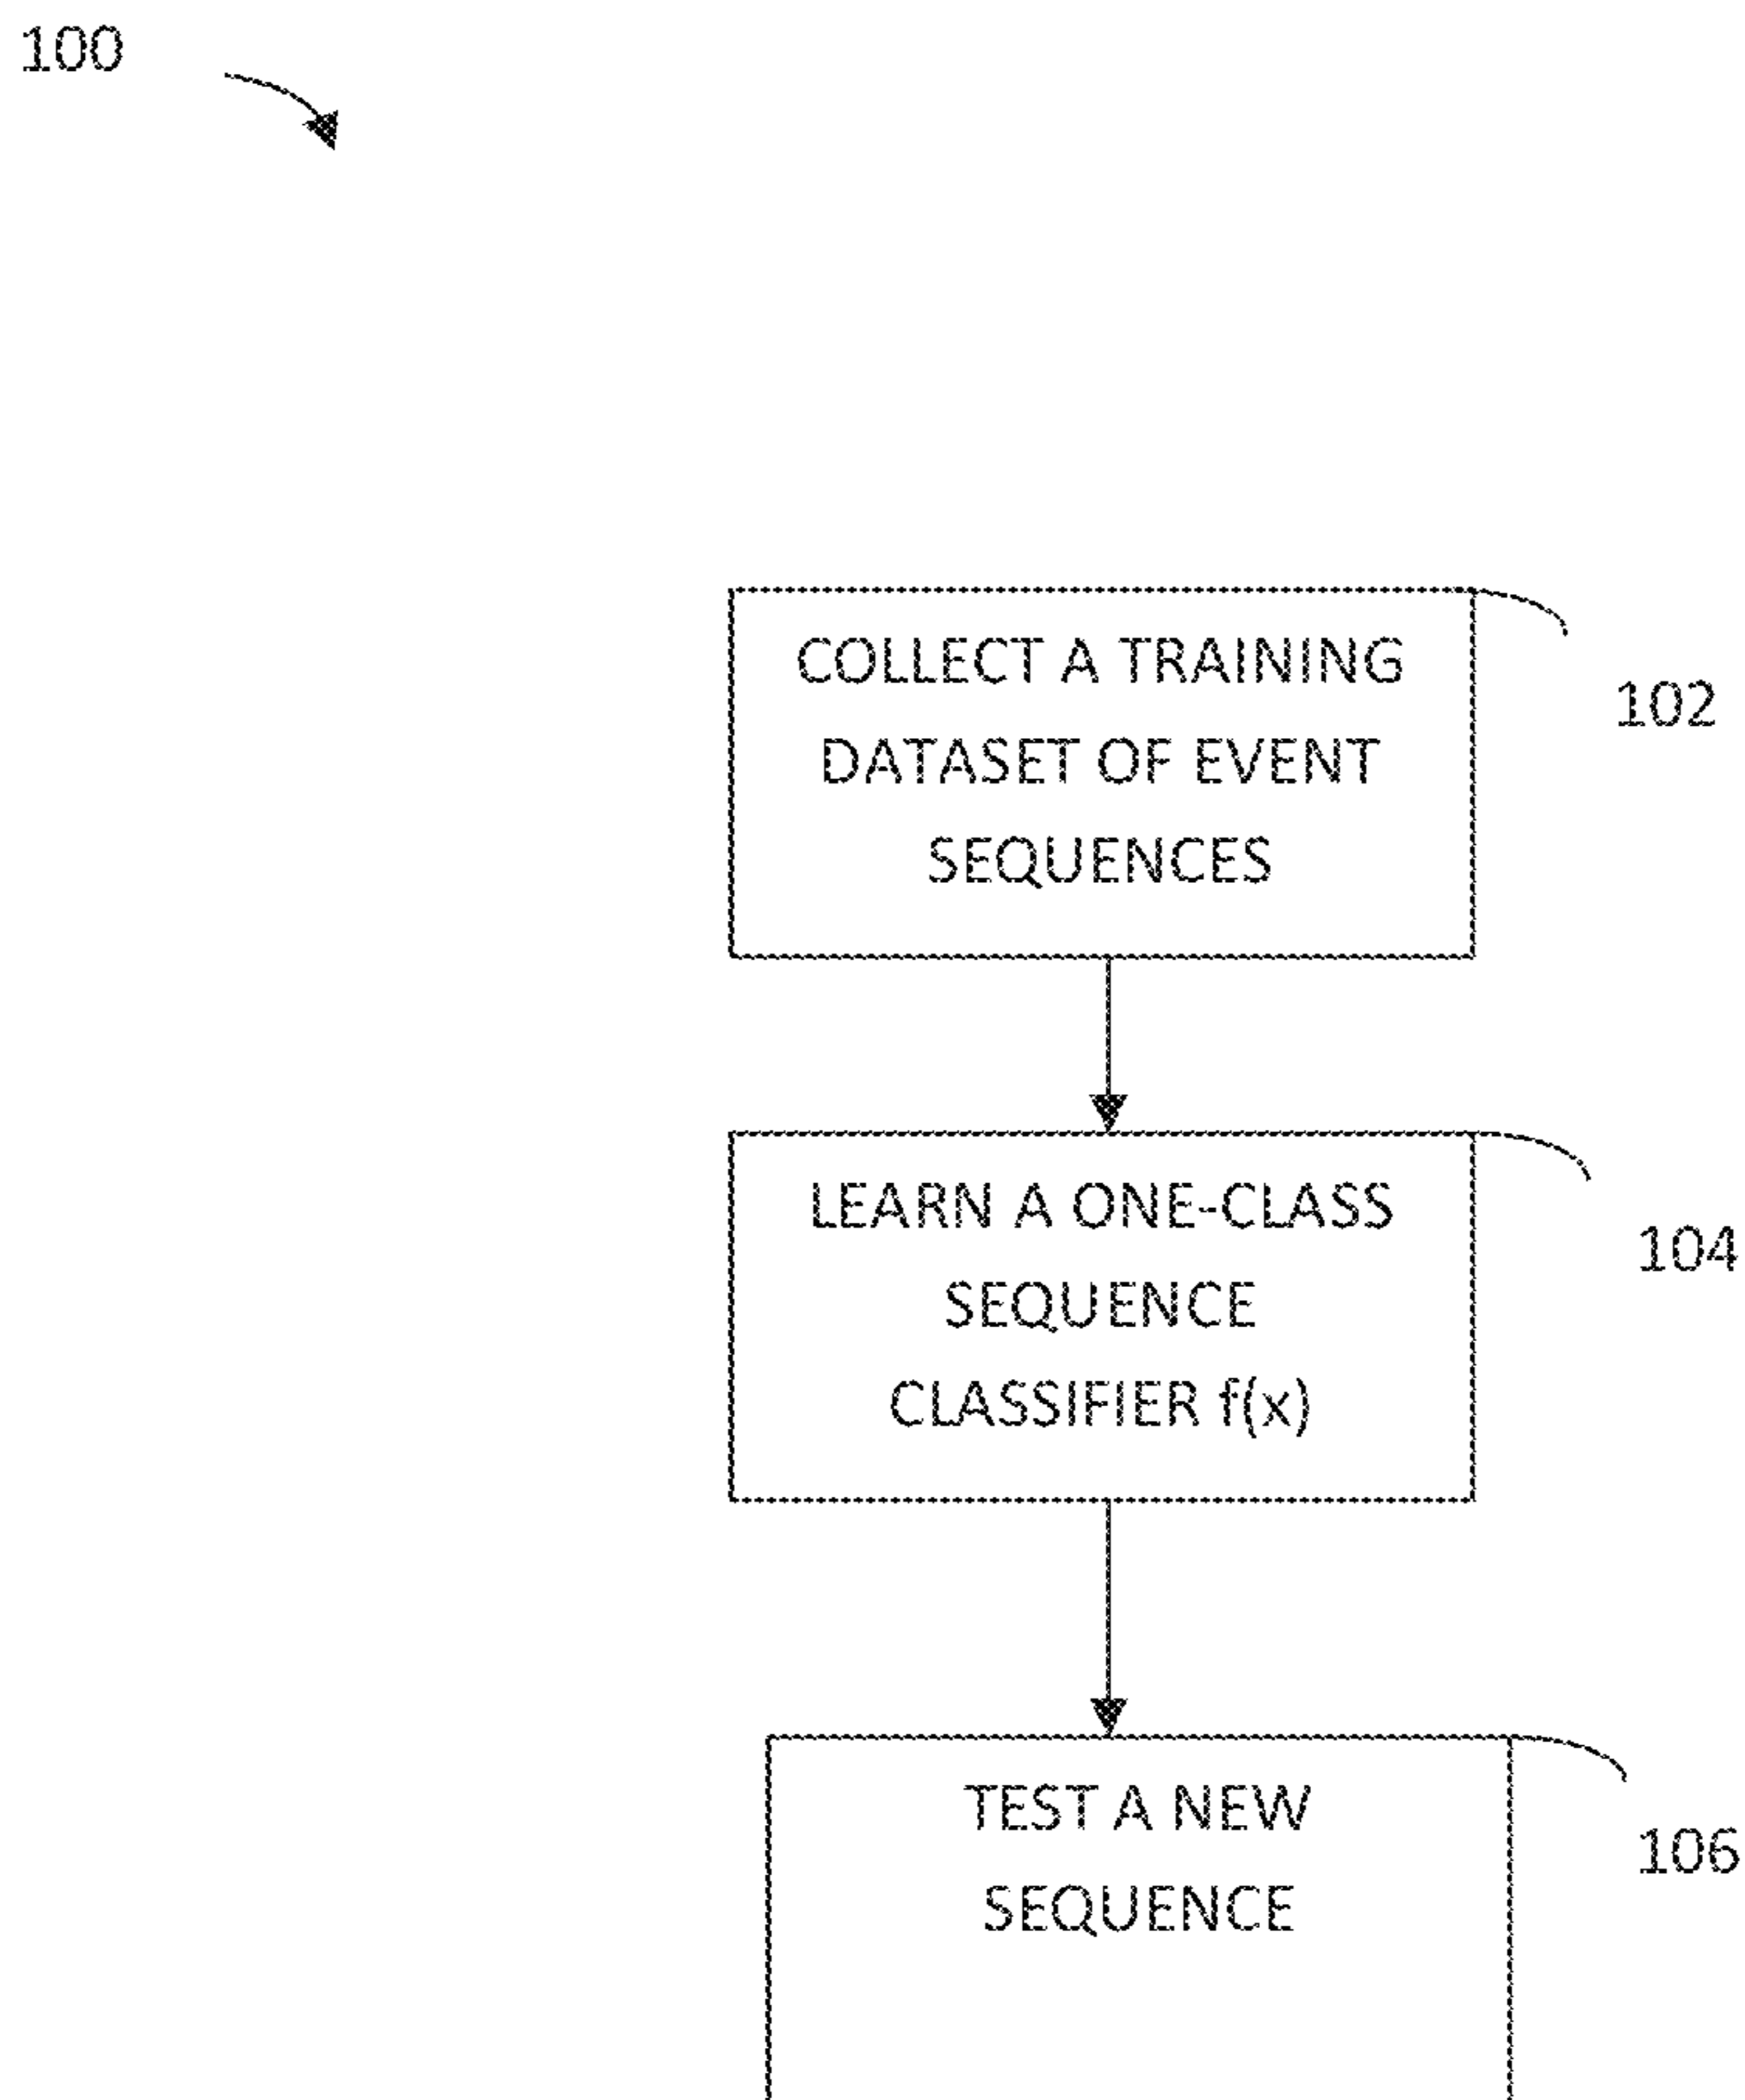 100
COLLECT A TRAINING
DATASET OF EVENT
SEQUENCES
102
LEARN A ONE-CLASS
SEQUENCE
CLASSIFIER f(x)
104
TEST A NEW
SEQUENCE
106